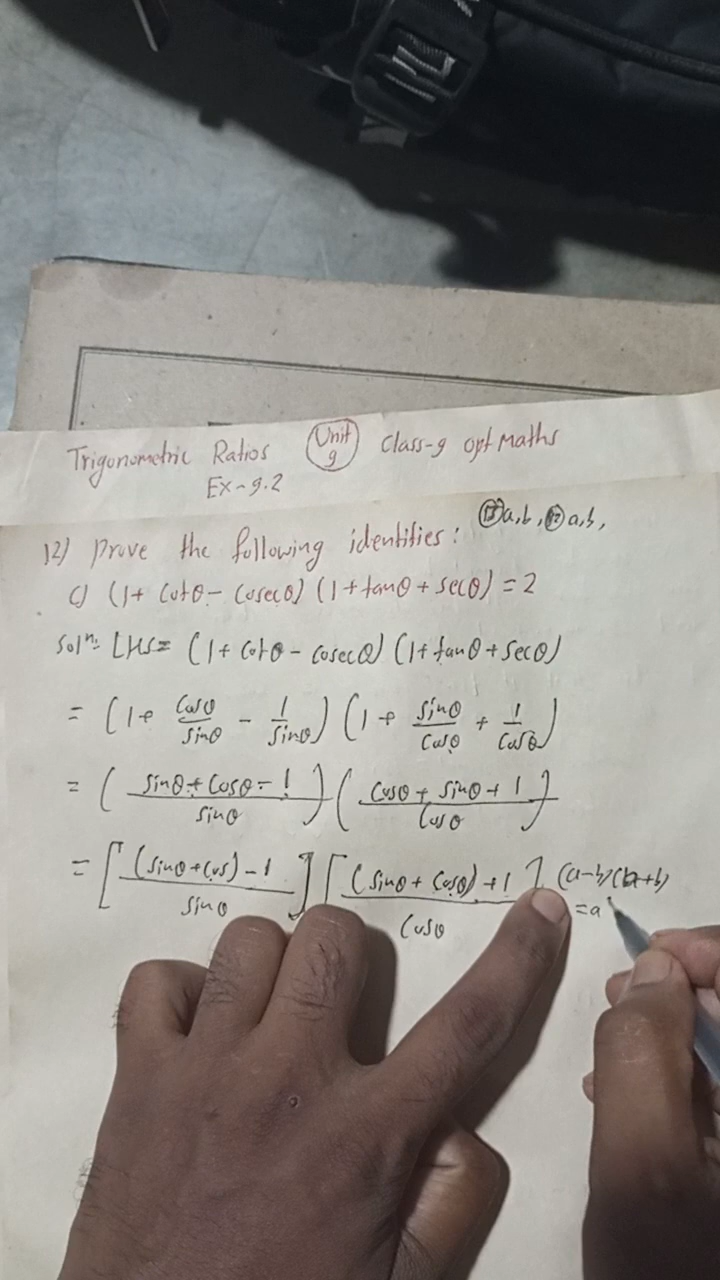 Trigonometric Ratios Unit 9 Class-9 opt Maths
Ex-9.2
a,b, a,b,
12) Prove the following identities:
c) (1+ Cotθ - Cosecθ) (1+tanθ+secθ) = 2
Solⁿ: LHS= (1+ Cotθ - Cosecθ) (1+ tanθ+secθ)
= (1+ Cosθ/Sinθ - 1/Sinθ) (1+ Sinθ/Cosθ + 1/Cosθ)
= (Sinθ+Cosθ-1/Sinθ) (Cosθ+Sinθ+1/Cosθ)
= [(Sinθ+Cos)-1/Sinθ] [(Sinθ+Cosθ)+1/Cosθ] (a-b)(a+b)
=a